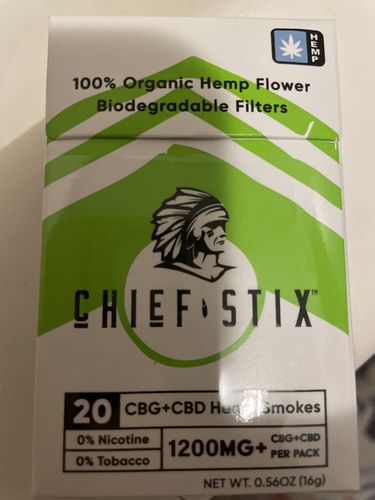 HEMP
100% Organic Hemp Flower
Biodegradable Filters
CHIEF STIX™
20 CBG+CBD Hemp Smokes
0% Nicotine
0% Tobacco
1200MG+ CBG+CBD
PER PACK
NET WT. 0.56OZ (16g)